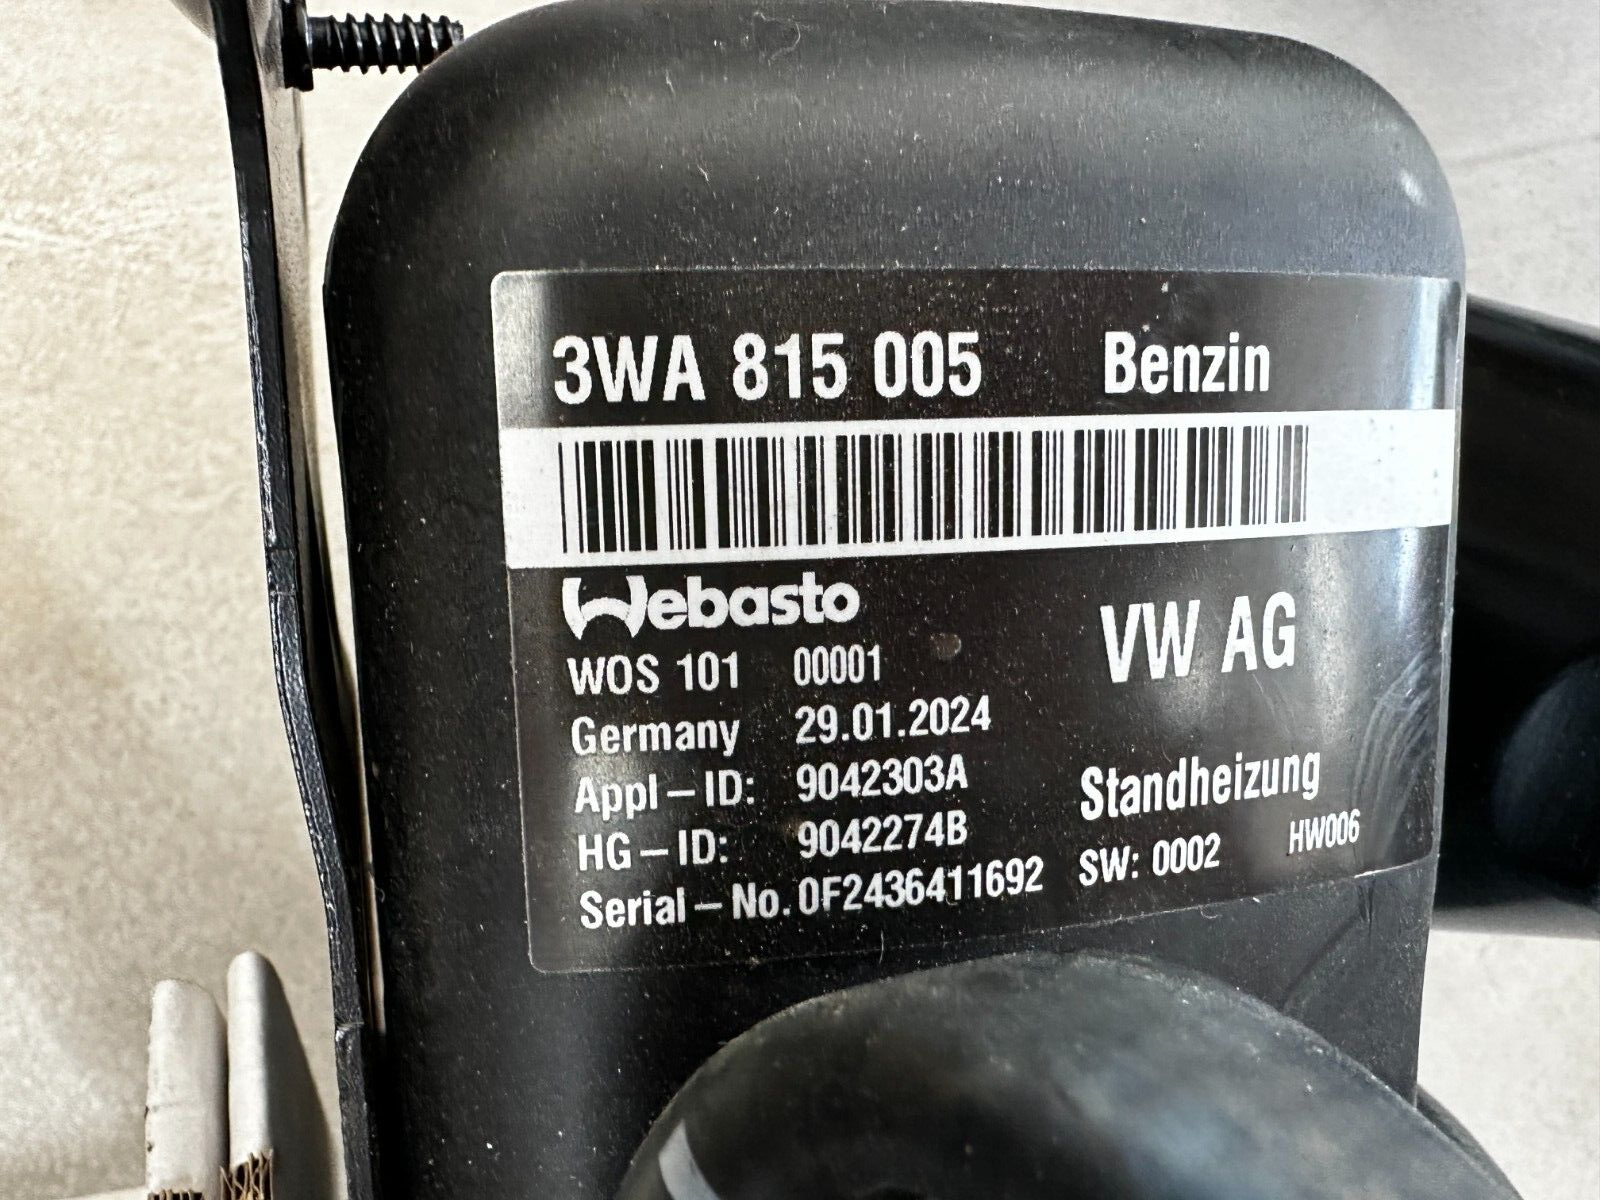 3WA 815 005 Benzin
Webasto
VW AG
WOS 101 00001
Germany 29.01.2024
Appl-ID: 9042303A
Standheizung
HG-ID: 9042274B
SW: 0002 HW006
Serial-No. 0F2436411692